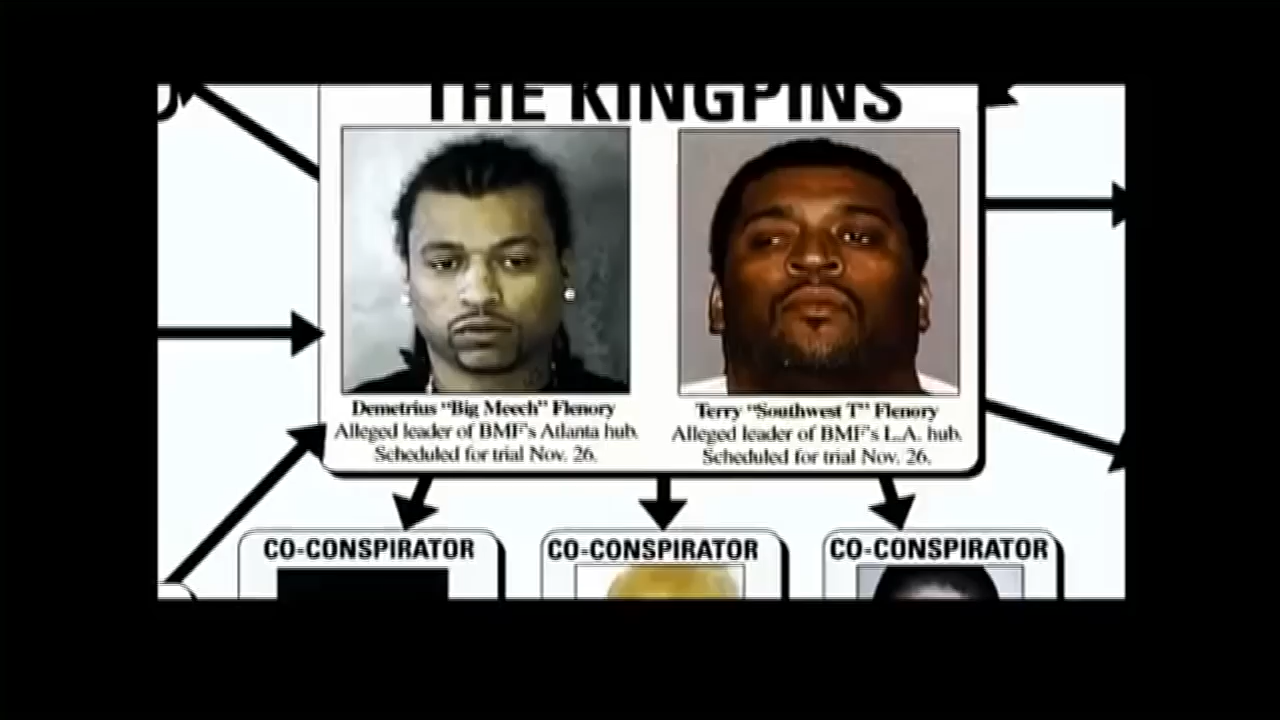 THE KINGPINS
Demetrius "Big Meech" Flenory
Alleged leader of BMF's Atlanta hub.
Scheduled for trial Nov. 26.
Terry "Southwest T" Flenory
Alleged leader of BMF's L.A. hub.
Scheduled for trial Nov. 26.
CO-CONSPIRATOR
CO-CONSPIRATOR
CO-CONSPIRATOR